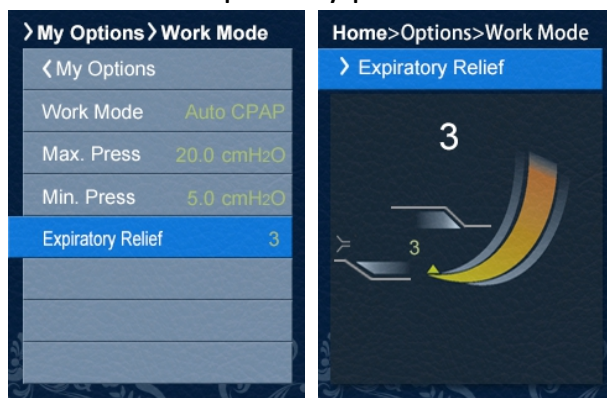 > My Options > Work Mode
< My Options
Work Mode Auto CPAP
Max. Press 20.0 cmH2O
Min. Press 5.0 cmH2O
Expiratory Relief 3
Home>Options>Work Mode
> Expiratory Relief
3
3